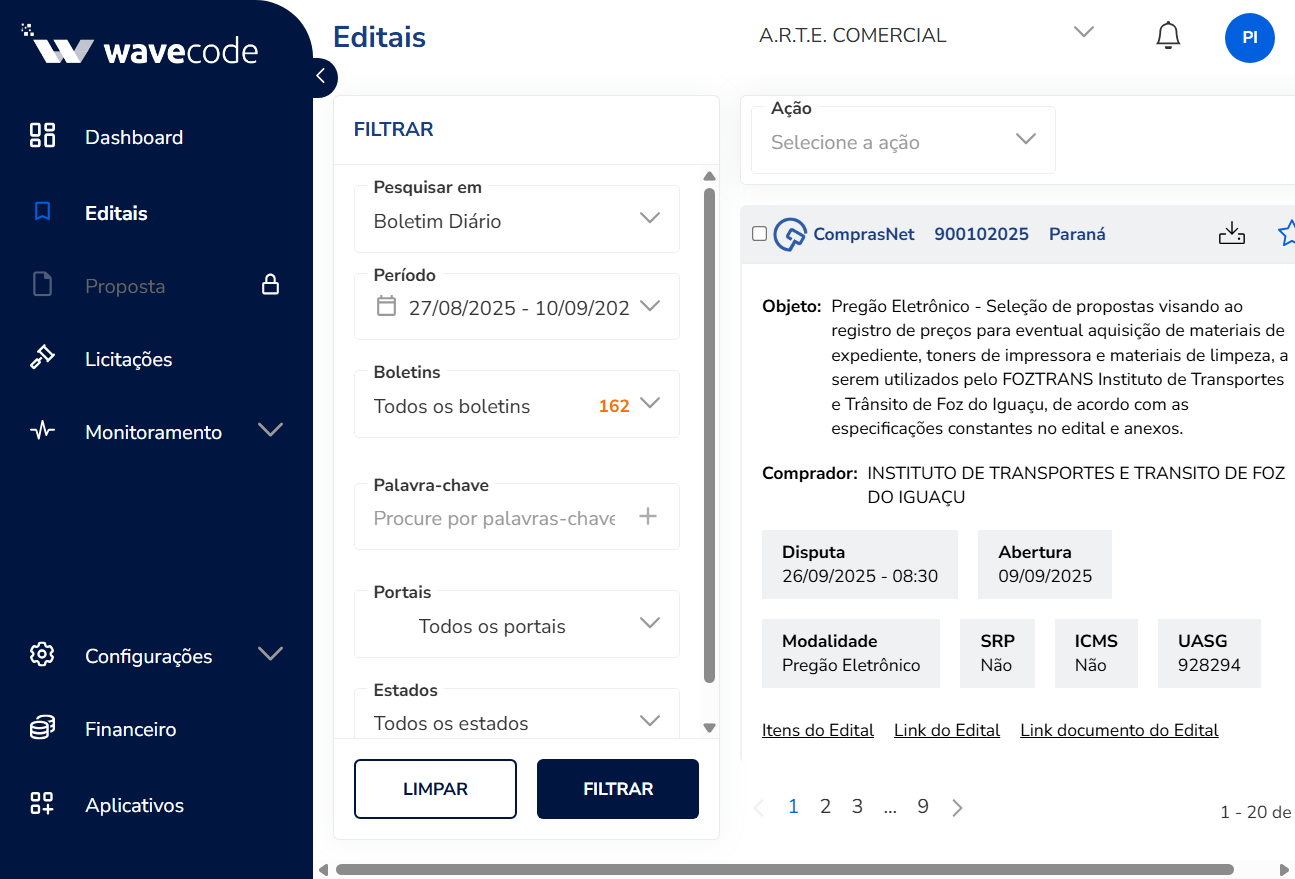 wavecode
Dashboard
Editais
Proposta
Licitações
Monitoramento
Configurações
Financeiro
Aplicativos
Editais
A.R.T.E. COMERCIAL
PI
FILTRAR
Pesquisar em
Boletim Diário
Período
27/08/2025 - 10/09/202
Boletins
Todos os boletins 162
Palavra-chave
Procure por palavras-chave
Portais
Todos os portais
Estados
Todos os estados
LIMPAR FILTRAR
Ação
Selecione a ação
ComprasNet 900102025 Paraná
Objeto: Pregão Eletrônico - Seleção de propostas visando ao
registro de preços para eventual aquisição de materiais de
expediente, toners de impressora e materiais de limpeza, a
serem utilizados pelo FOZTRANS Instituto de Transportes
e Trânsito de Foz do Iguaçu, de acordo com as
especificações constantes no edital e anexos.
Comprador: INSTITUTO DE TRANSPORTES E TRANSITO DE FOZ
DO IGUAÇU
Disputa
26/09/2025 - 08:30
Abertura
09/09/2025
Modalidade
Pregão Eletrônico
SRP
Não
ICMS
Não
UASG
928294
Itens do Edital Link do Edital Link documento do Edital
1 2 3 ... 9
1 - 20 de